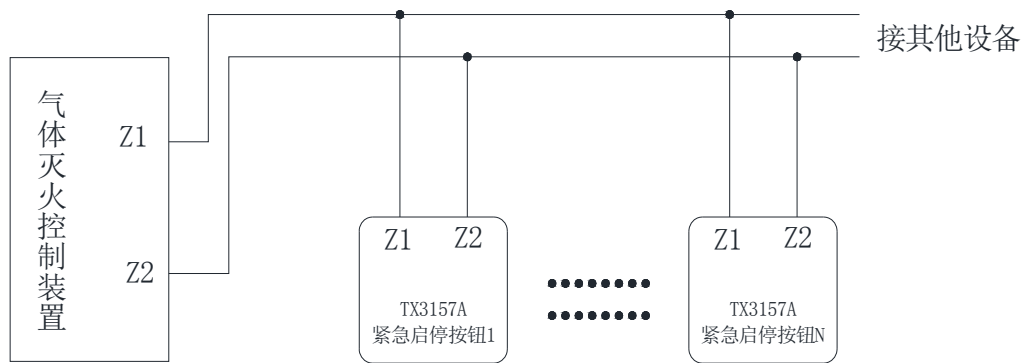 接其他设备
气体灭火控制装置
Z1
Z2
Z1 Z2
TX3157A
紧急启停按钮1
Z1 Z2
TX3157A
紧急启停按钮N